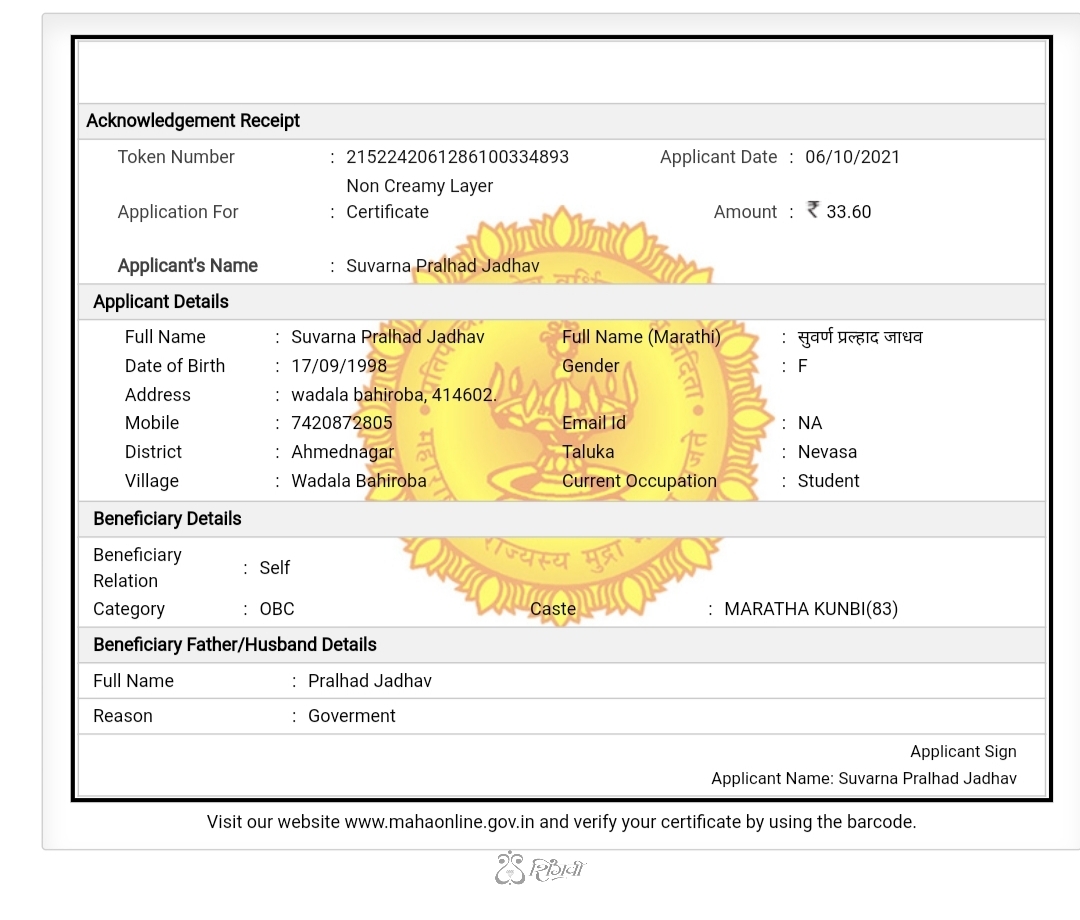 Acknowledgement Receipt
Token Number : 2152242061286100334893 Applicant Date : 06/10/2021
Application For : Non Creamy Layer Certificate Amount : ₹ 33.60
Applicant's Name : Suvarna Pralhad Jadhav
Applicant Details
Full Name : Suvarna Pralhad Jadhav Full Name (Marathi) : सुवर्ण प्रल्हाद जाधव
Date of Birth : 17/09/1998 Gender : F
Address : wadala bahiroba, 414602.
Mobile : 7420872805 Email Id : NA
District : Ahmednagar Taluka : Nevasa
Village : Wadala Bahiroba Current Occupation : Student
Beneficiary Details
Beneficiary Relation : Self
Category : OBC Caste : MARATHA KUNBI(83)
Beneficiary Father/Husband Details
Full Name : Pralhad Jadhav
Reason : Goverment
Applicant Sign
Applicant Name: Suvarna Pralhad Jadhav
Visit our website www.mahaonline.gov.in and verify your certificate by using the barcode.
राज्यस्य मुद्रा